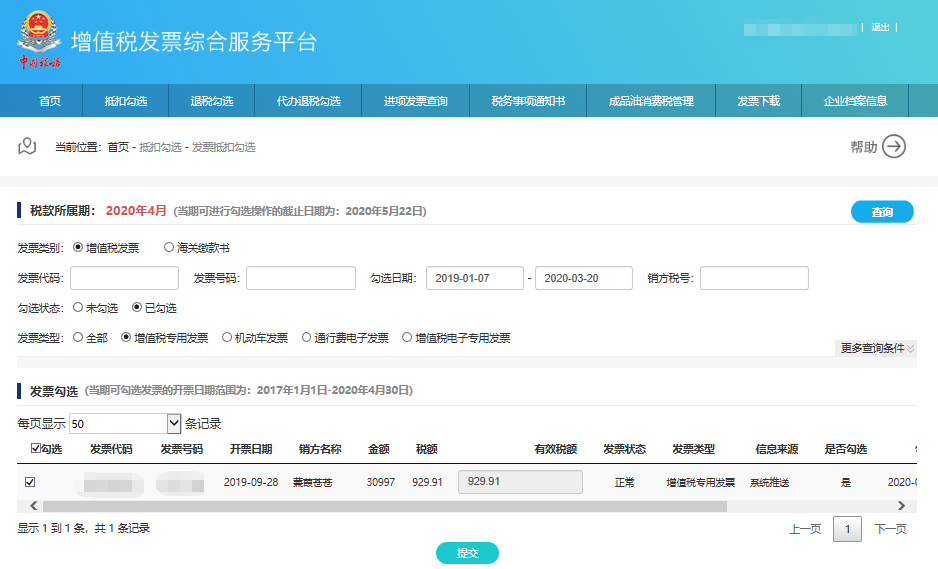 中国税务
增值税发票综合服务平台
| 退出 |
首页 抵扣勾选 退税勾选 代办退税勾选 进项发票查询 税务事项通知书 成品油消费税管理 发票下载 企业档案信息
当前位置: 首页 - 抵扣勾选 - 发票抵扣勾选
帮助
税款所属期: 2020年4月 (当期可进行勾选操作的截止日期为: 2020年5月22日)
查询
发票类别: 增值税发票 海关缴款书
发票代码: 发票号码: 勾选日期: 2019-01-07 - 2020-03-20 销方税号:
勾选状态: 未勾选 已勾选
发票类型: 全部 增值税专用发票 机动车发票 通行费电子发票 增值税电子专用发票
更多查询条件
发票勾选 (当期可勾选发票的开票日期范围为: 2017年1月1日-2020年4月30日)
每页显示 50 条记录
勾选 发票代码 发票号码 开票日期 销方名称 金额 税额 有效税额 发票状态 发票类型 信息来源 是否勾选
2019-09-28 蒹葭苍苍 30997 929.91 929.91 正常 增值税专用发票 系统推送 是 2020-0
显示 1 到 1 条, 共 1 条记录
上一页 1 下一页
提交